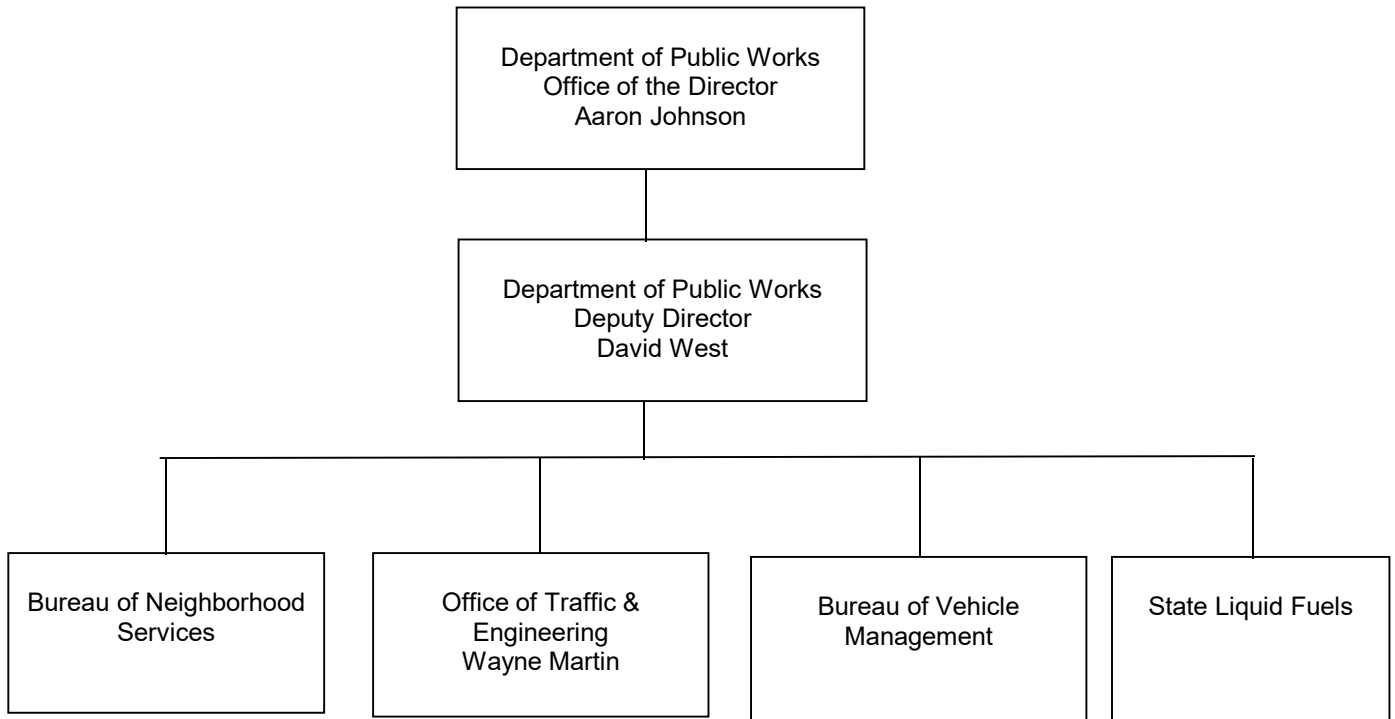 Department of Public Works
Office of the Director
Aaron Johnson
Department of Public Works
Deputy Director
David West
Bureau of Neighborhood
Services
Office of Traffic &
Engineering
Wayne Martin
Bureau of Vehicle
Management
State Liquid Fuels